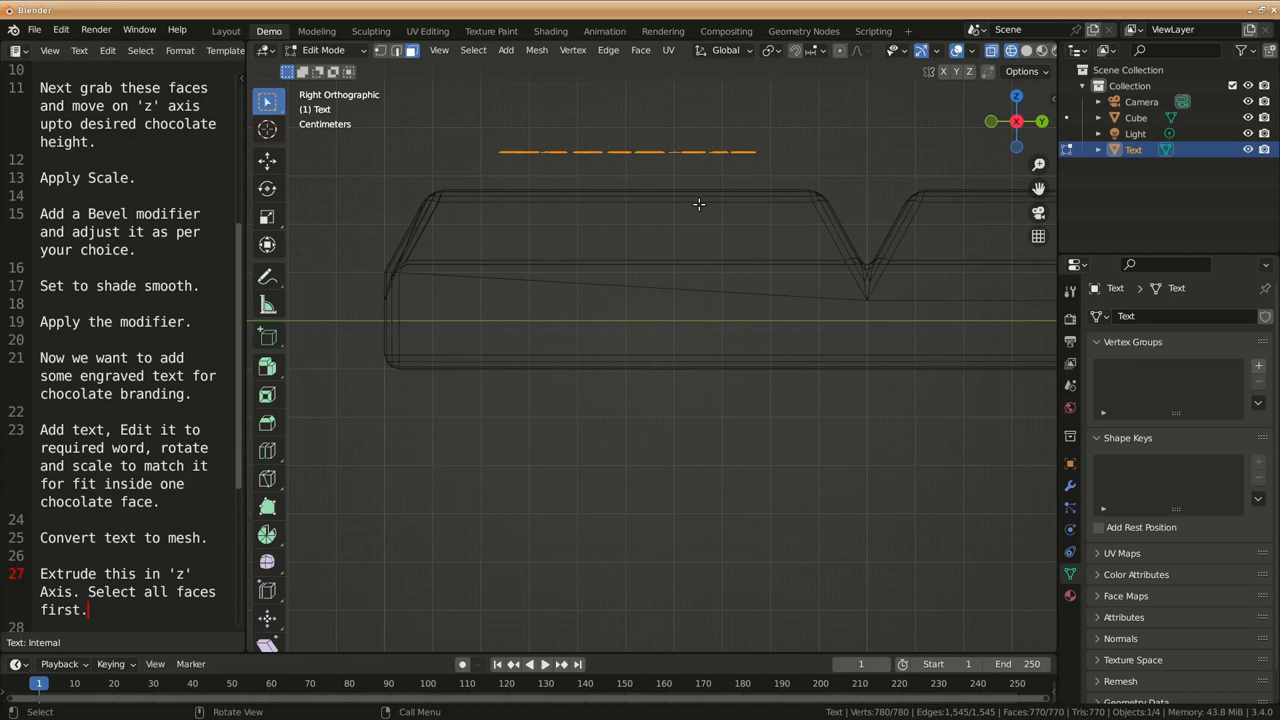 Blender
File Edit Render Window Help Layout Demo Modeling Sculpting UV Editing Texture Paint Shading Animation Rendering Compositing Geometry Nodes Scripting Scene ViewLayer
View Text Edit Select Format Template
Edit Mode View Select Add Mesh Vertex Edge Face UV Global
X Y Z Options
Right Orthographic
(1) Text
Centimeters
Z
X
Y
10
11 Next grab these faces
and move on 'z' axis
upto desired chocolate
height.
12
13 Apply Scale.
14
15 Add a Bevel modifier
and adjust it as per
your choice.
16
17 Set to shade smooth.
18
19 Apply the modifier.
20
21 Now we want to add
some engraved text for
chocolate branding.
22
23 Add text, Edit it to
required word, rotate
and scale to match it
for fit inside one
chocolate face.
24
25 Convert text to mesh.
26
27 Extrude this in 'z'
Axis. Select all faces
first.
28
Text: Internal
Scene Collection
Collection
Camera
Cube
Light
Text
Text > Text
Text
Vertex Groups
Shape Keys
Add Rest Position
UV Maps
Color Attributes
Face Maps
Attributes
Normals
Texture Space
Remesh
Geometry Data
Playback Keying View Marker 1 Start 1 End 250
1 10 20 30 40 50 60 70 80 90 100 110 120 130 140 150 160 170 180 190 200 210 220 230 240 250
Select Rotate View Call Menu Text | Verts:780/780 | Edges:1,545/1,545 | Faces:770/770 | Tris:770 | Objects:1/4 | Memory: 43.8 MiB | 3.4.0